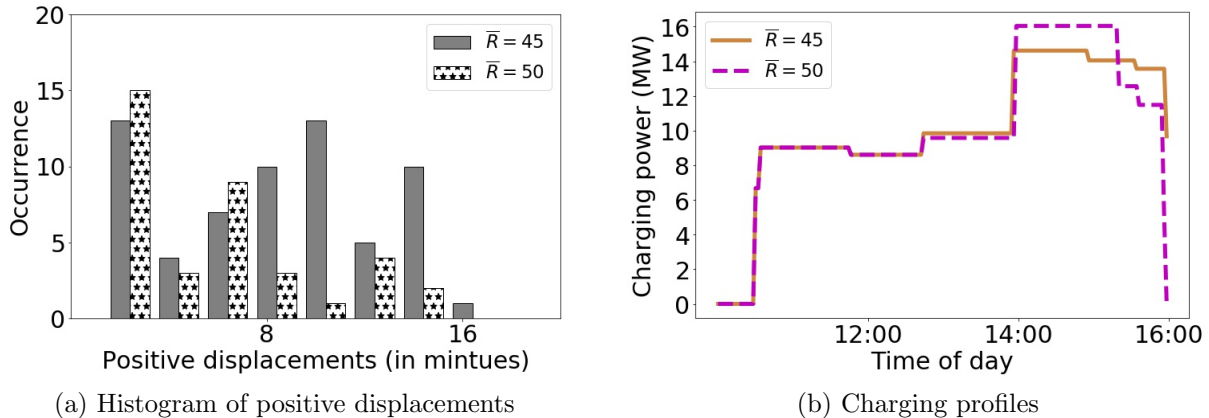 20
15
10
5
0
Occurrence
R̅ = 45
R̅ = 50
8
16
Positive displacements (in mintues)
(a) Histogram of positive displacements
16
14
12
10
8
6
4
2
0
Charging power (MW)
R̅ = 45
R̅ = 50
12:00
14:00
16:00
Time of day
(b) Charging profiles